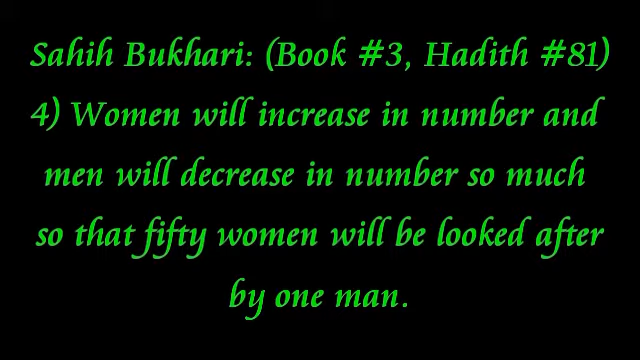 Sahih Bukhari: (Book #3, Hadith #81)
4) Women will increase in number and
men will decrease in number so much
so that fifty women will be looked after
by one man.